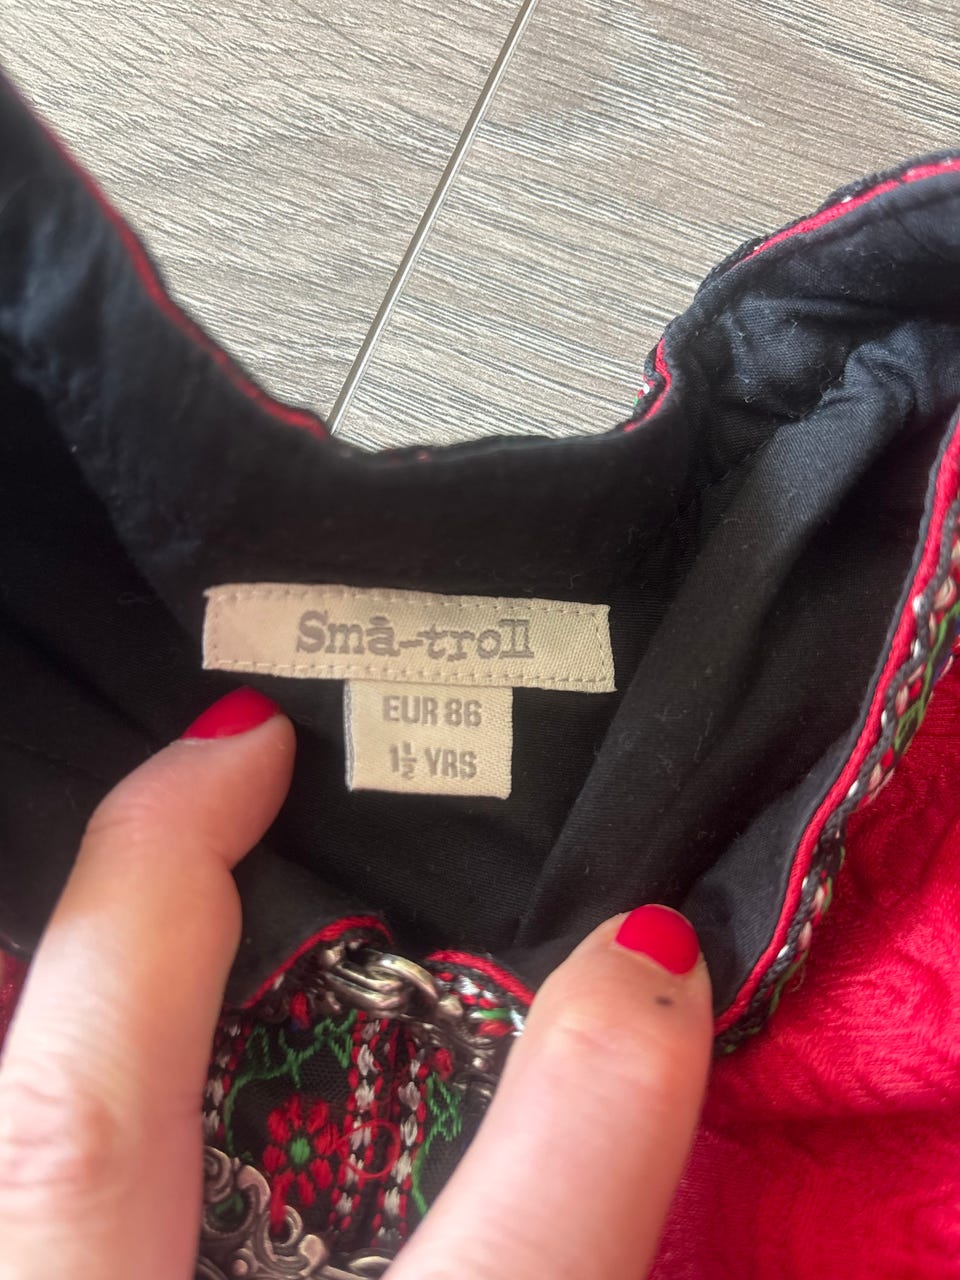 Små-troll
EUR 86
1½ YRS